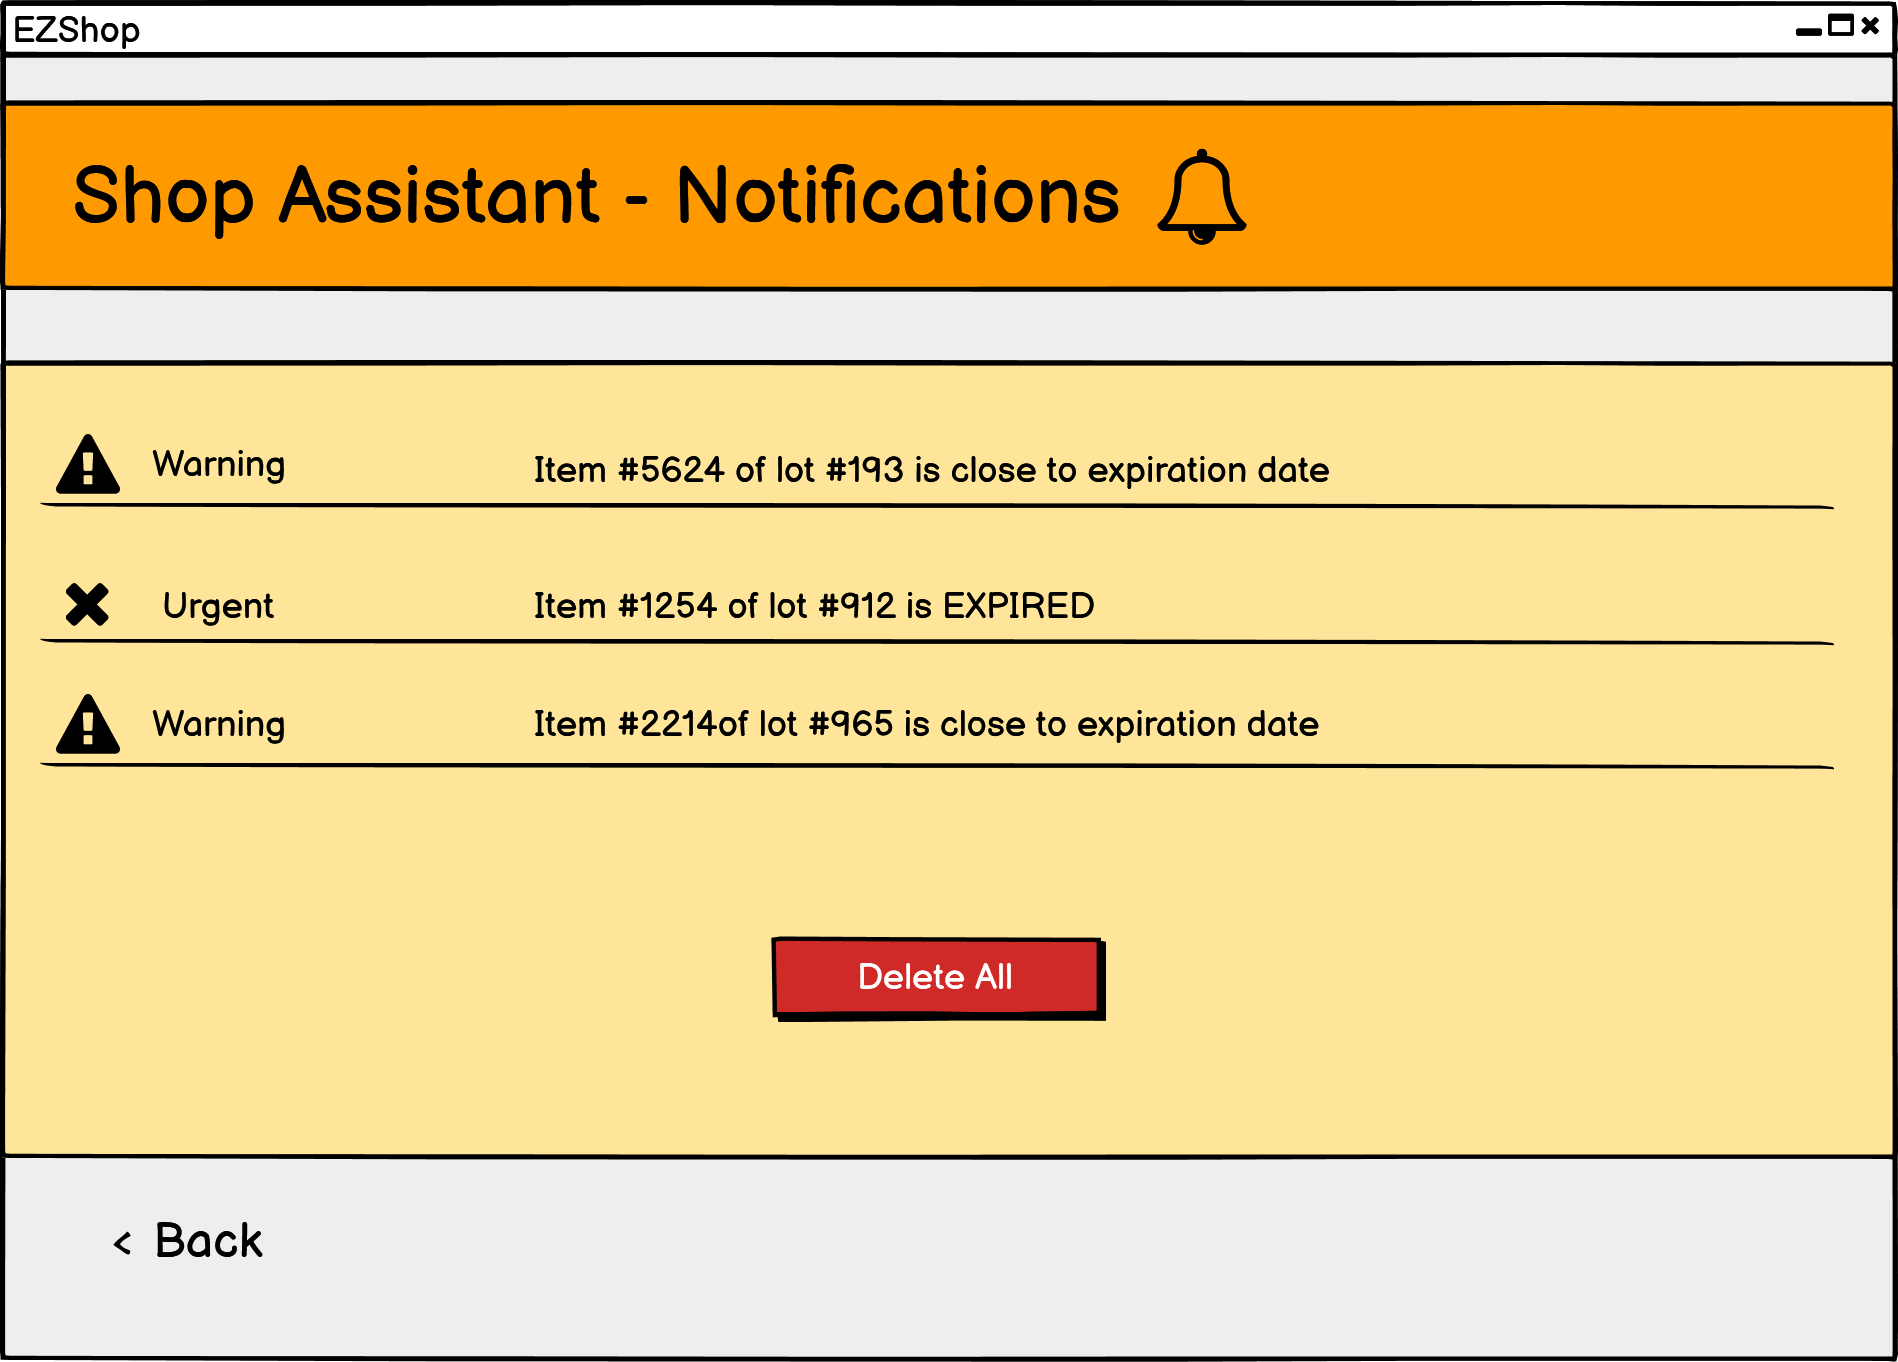 EZShop
Shop Assistant - Notifications
Warning Item #5624 of lot #193 is close to expiration date
Urgent Item #1254 of lot #912 is EXPIRED
Warning Item #2214of lot #965 is close to expiration date
Delete All
< Back